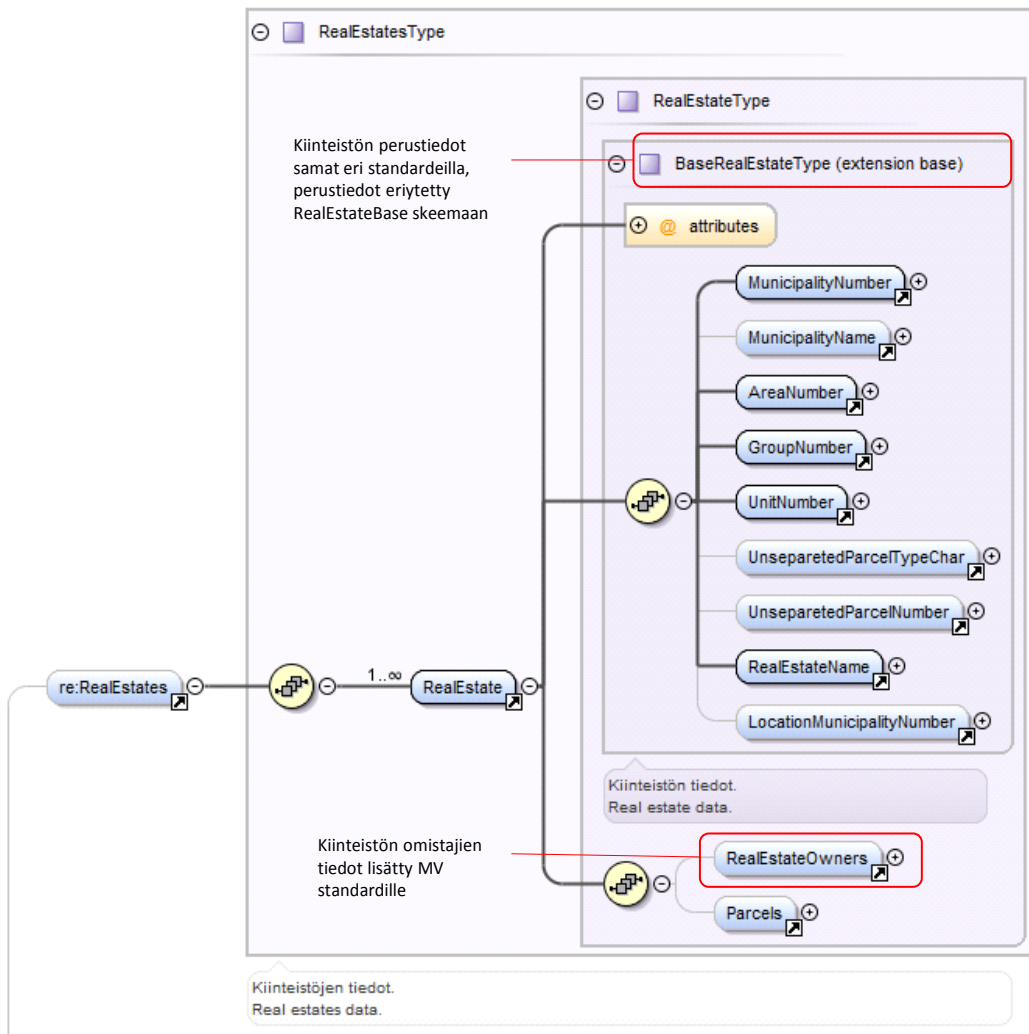 RealEstatesType
RealEstateType
Kiinteistön perustiedot
samat eri standardeilla,
perustiedot eriytetty
RealEstateBase skeemaan
BaseRealEstateType (extension base)
@ attributes
MunicipalityNumber
MunicipalityName
AreaNumber
GroupNumber
UnitNumber
UnseparetedParcelTypeChar
UnseparetedParcelNumber
RealEstateName
LocationMunicipalityNumber
re:RealEstates
1..∞
RealEstate
Kiinteistön tiedot.
Real estate data.
Kiinteistön omistajien
tiedot lisätty MV
standardille
RealEstateOwners
Parcels
Kiinteistöjen tiedot.
Real estates data.